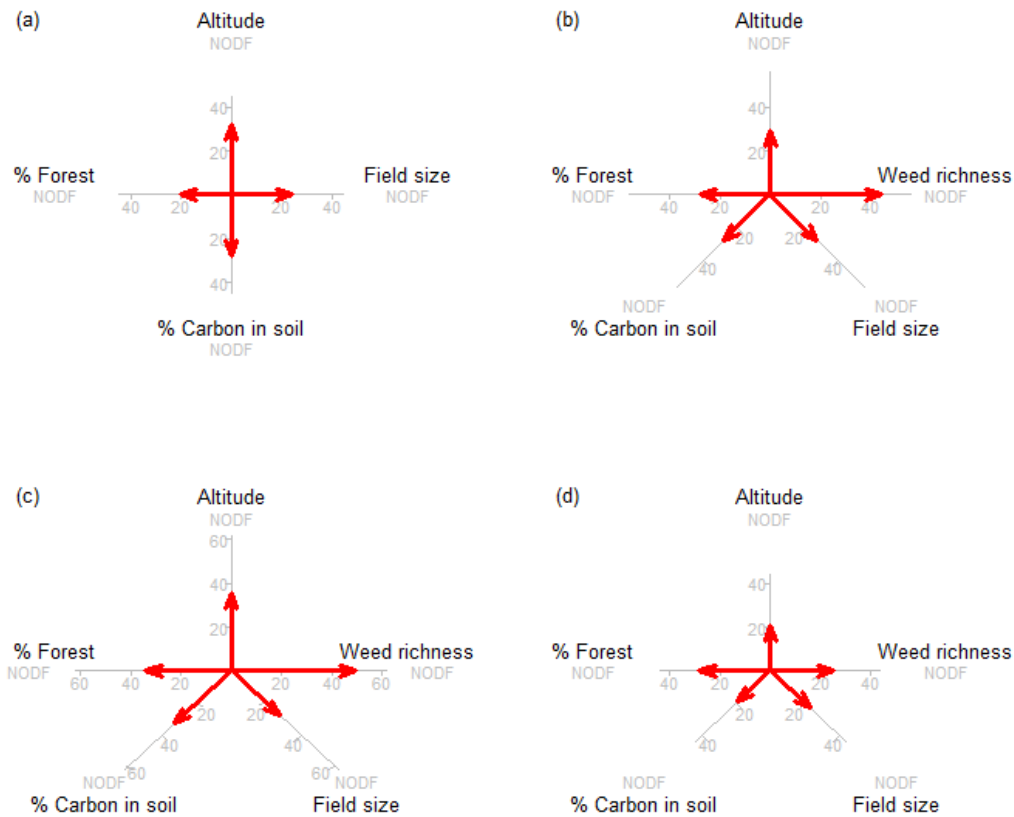 (a)
Altitude
NODF
40
20
% Forest
NODF
40 20 20 40
Field size
NODF
20
40
% Carbon in soil
NODF
(b)
Altitude
NODF
40
20
% Forest
NODF
40 20 20 40
Weed richness
NODF
20 20
40 40
NODF
% Carbon in soil
NODF
Field size
(c)
Altitude
NODF
60
40
20
% Forest
NODF
60 40 20 20 40 60
Weed richness
NODF
20 20
40 40
60 60
NODF
% Carbon in soil
NODF
Field size
(d)
Altitude
NODF
40
20
% Forest
NODF
40 20 20 40
Weed richness
NODF
20 20
40 40
NODF
% Carbon in soil
NODF
Field size